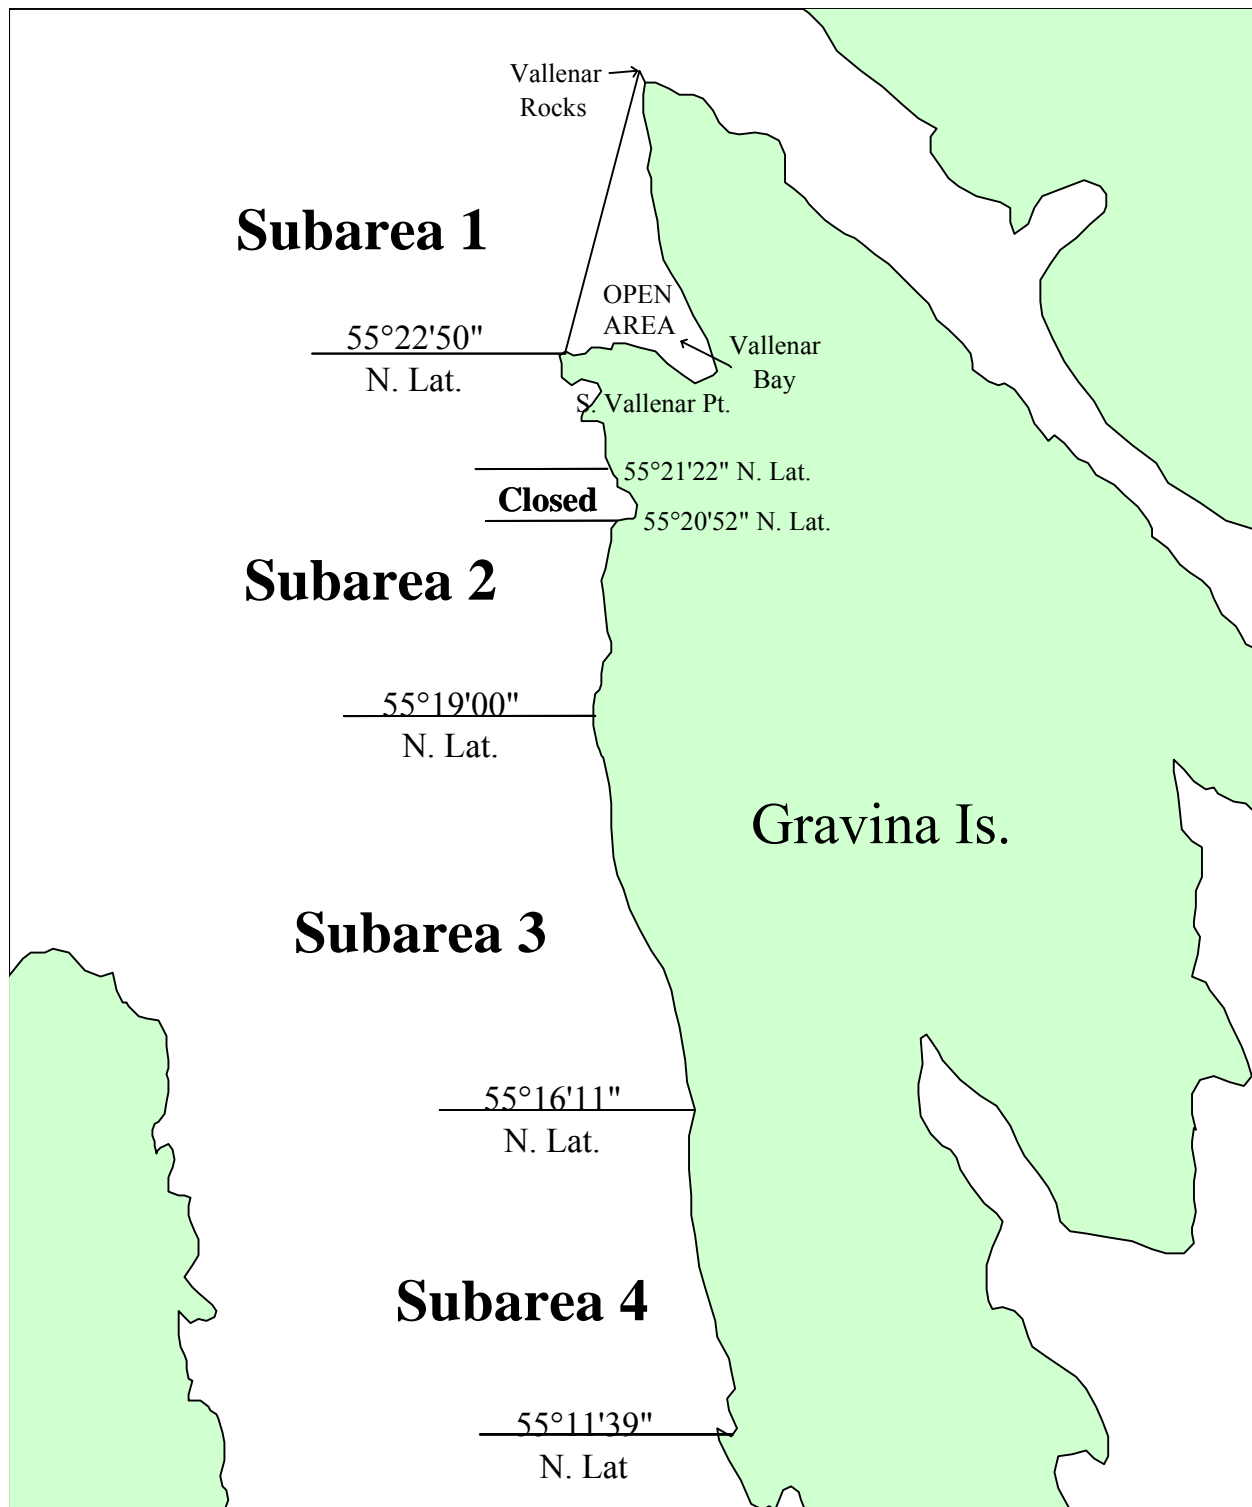 Vallenar
Rocks
Subarea 1
OPEN
AREA
55°22'50"
N. Lat.
Vallenar
Bay
S. Vallenar Pt.
55°21'22" N. Lat.
Closed
55°20'52" N. Lat.
Subarea 2
55°19'00"
N. Lat.
Gravina Is.
Subarea 3
55°16'11"
N. Lat.
Subarea 4
55°11'39"
N. Lat